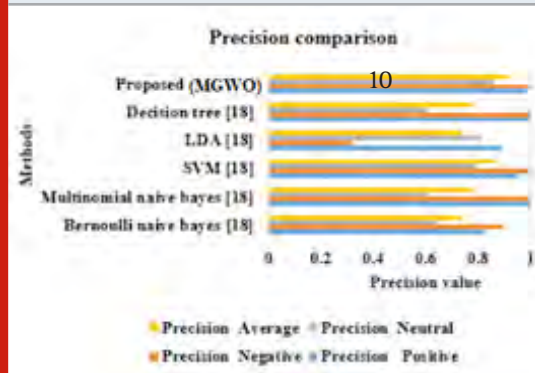 Precision comparison
Proposed (MGWO)
10
Decition tree [18]
LDA [18]
SVM [18]
Multinomial naive bayes [18]
Bernoulli naive bayes [18]
Methods
0 0.2 0.4 0.6 0.8 1
Precision value
Precision Average Precision Neutral
Precision Negative Precision Positive